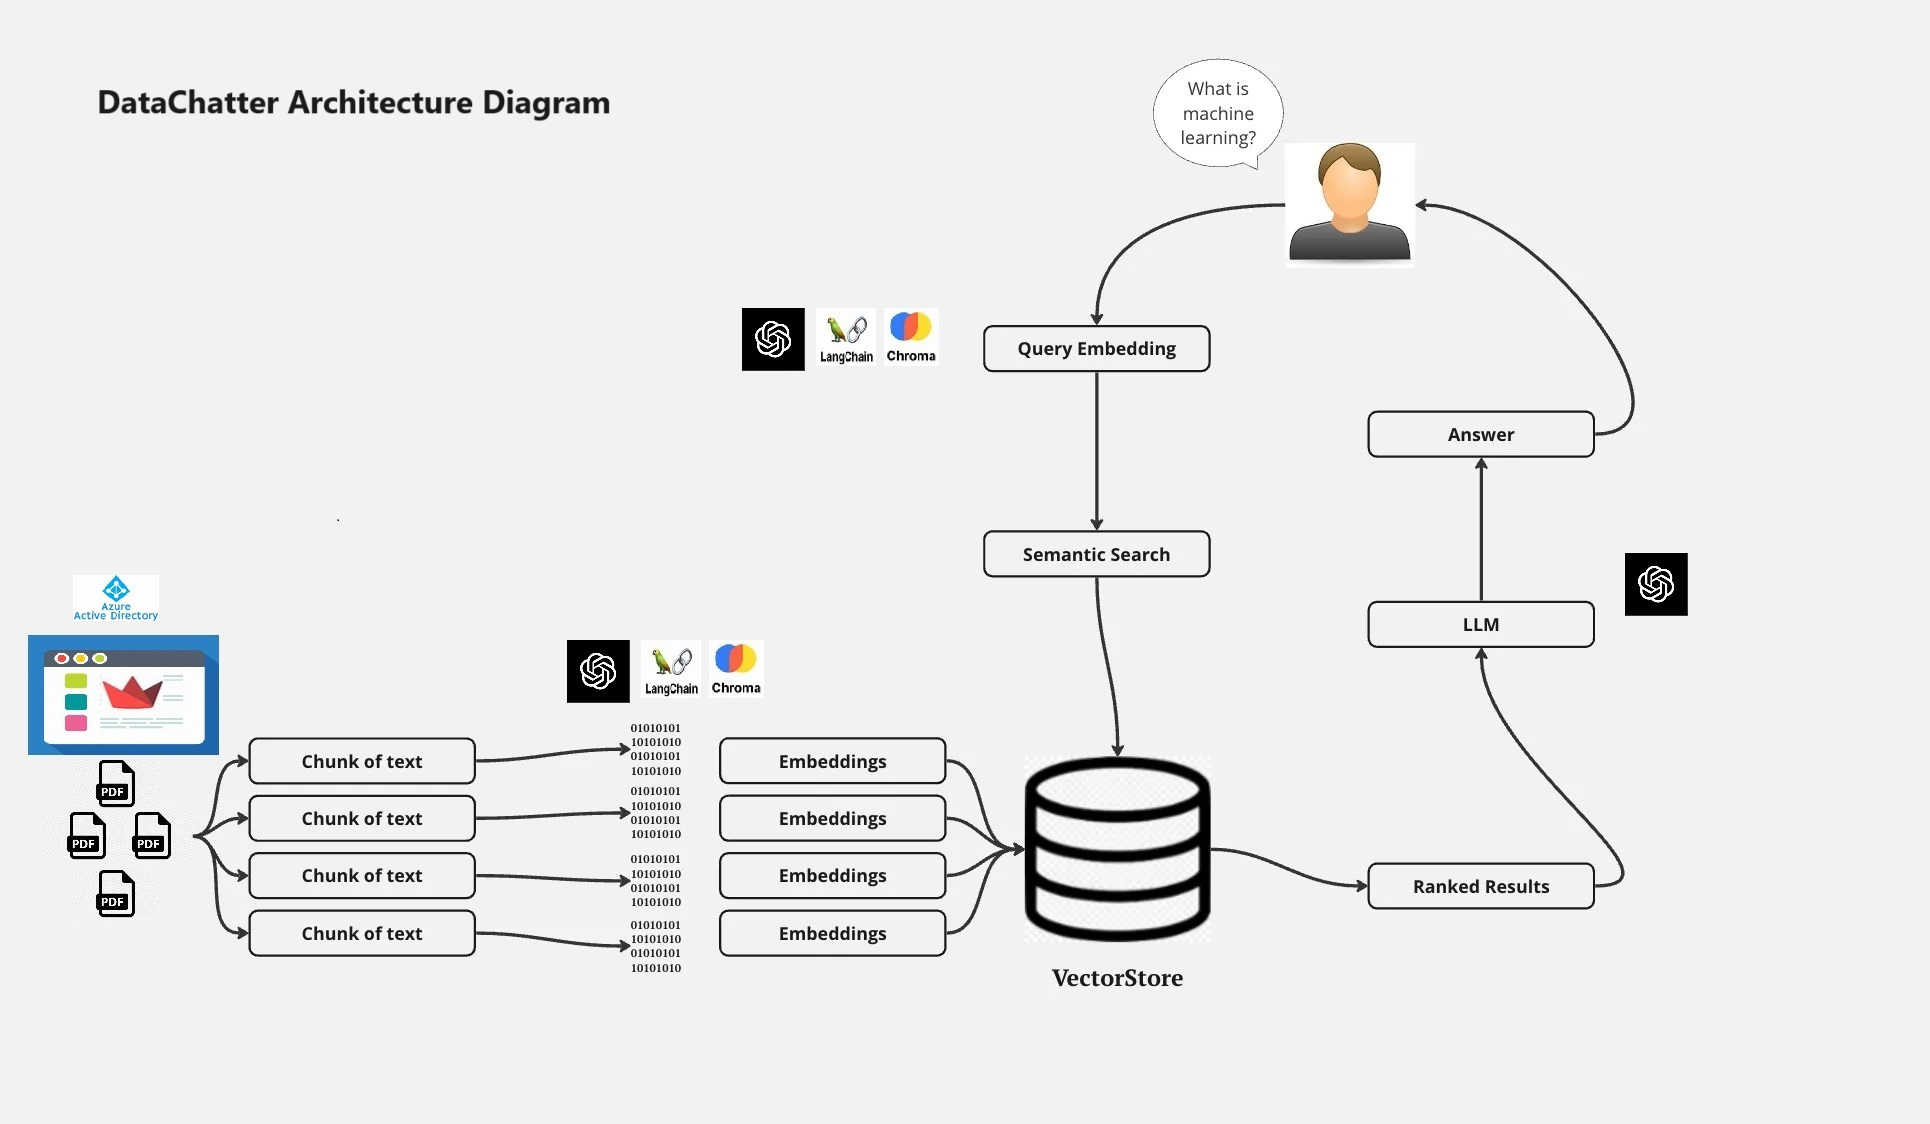 DataChatter Architecture Diagram
What is
machine
learning?
LangChain
Chroma
Query Embedding
Answer
Semantic Search
Azure
Active Directory
LLM
LangChain
Chroma
01010101
10101010
01010101
10101010
Chunk of text
Embeddings
PDF
01010101
10101010
01010101
10101010
Chunk of text
Embeddings
PDF
PDF
01010101
10101010
01010101
10101010
Chunk of text
Embeddings
Ranked Results
PDF
01010101
10101010
01010101
10101010
Chunk of text
Embeddings
VectorStore